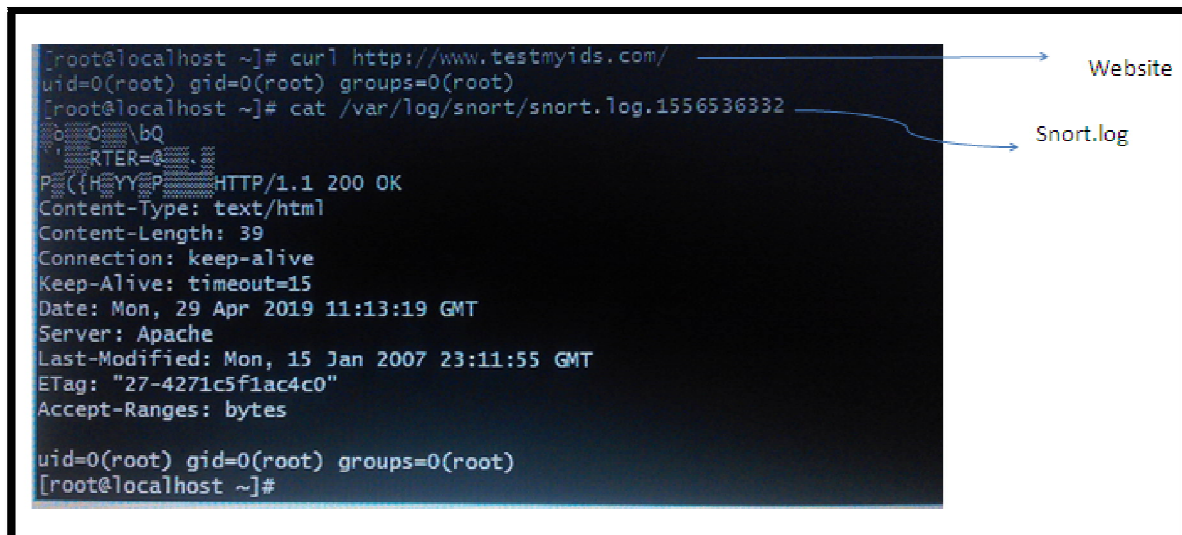 [root@localhost ~]# curl http://www.testmyids.com/
uid=0(root) gid=0(root) groups=0(root)
[root@localhost ~]# cat /var/log/snort/snort.log.1556536332
Website
Snort.log
O \bQ
RTER=@
P ({H YY P HTTP/1.1 200 OK
Content-Type: text/html
Content-Length: 39
Connection: keep-alive
Keep-Alive: timeout=15
Date: Mon, 29 Apr 2019 11:13:19 GMT
Server: Apache
Last-Modified: Mon, 15 Jan 2007 23:11:55 GMT
ETag: "27-4271c5f1ac4c0"
Accept-Ranges: bytes
uid=0(root) gid=0(root) groups=0(root)
[root@localhost ~]#